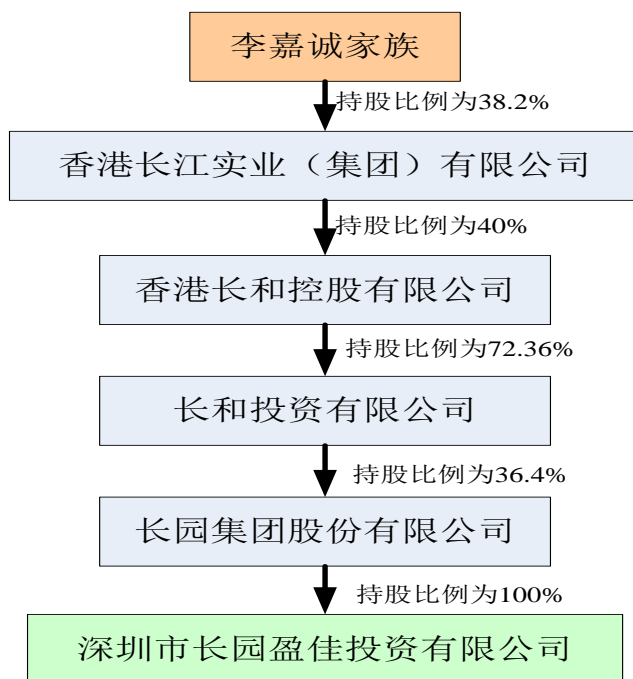 李嘉诚家族
持股比例为38.2%
香港长江实业（集团）有限公司
持股比例为40%
香港长和控股有限公司
持股比例为72.36%
长和投资有限公司
持股比例为36.4%
长园集团股份有限公司
持股比例为100%
深圳市长园盈佳投资有限公司